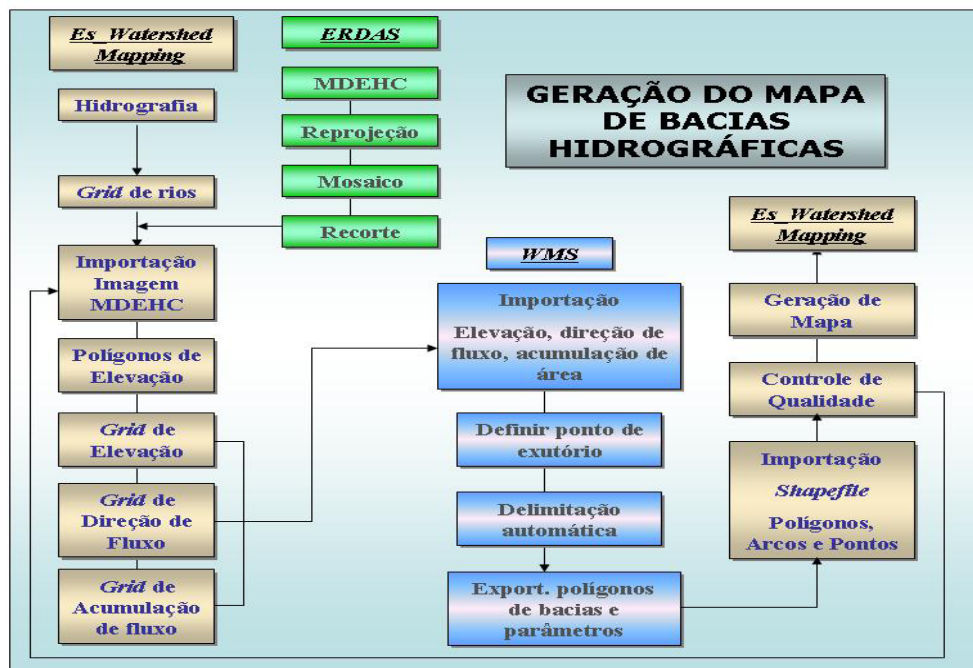 Es_Watershed
Mapping
Hidrografia
Grid de rios
Importação
Imagem
MDEHC
Polígonos de
Elevação
Grid de
Elevação
Grid de
Direção de
Fluxo
Grid de
Acumulação
de fluxo
ERDAS
MDEHC
Reprojeção
Mosaico
Recorte
GERAÇÃO DO MAPA
DE BACIAS
HIDROGRÁFICAS
WMS
Importação
Elevação, direção de
fluxo, acumulação de
área
Definir ponto de
exutório
Delimitação
automática
Export. polígonos
de bacias e
parâmetros
Es_Watershed
Mapping
Geração de
Mapa
Controle de
Qualidade
Importação
Shapefile
Polígonos,
Arcos e Pontos